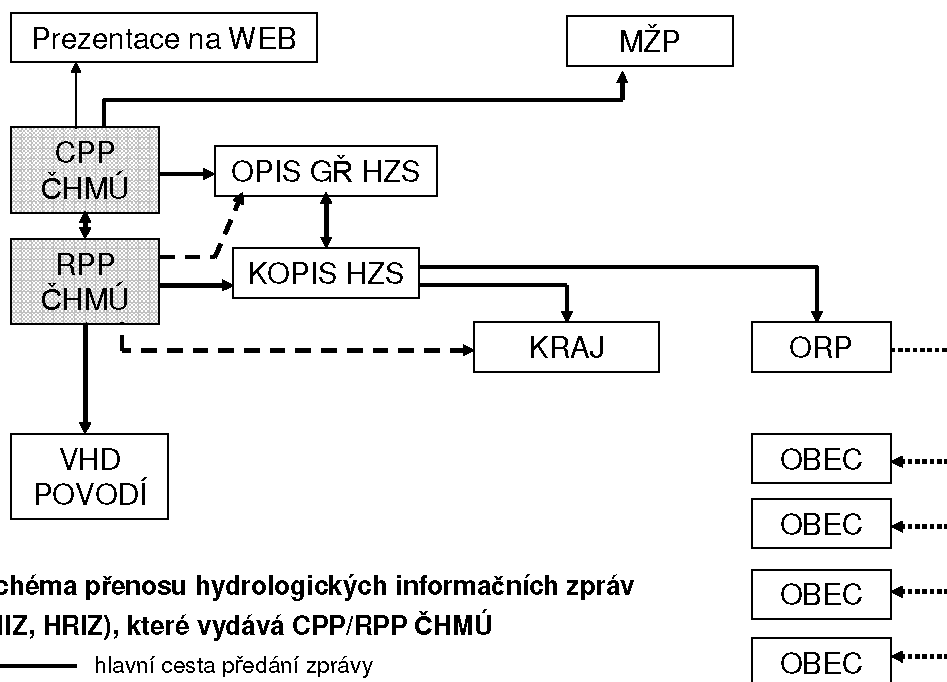 Prezentace na WEB
MŽP
CPP
ČHMÚ
OPIS GŘ HZS
RPP
ČHMÚ
KOPIS HZS
KRAJ
ORP
VHD
POVODÍ
OBEC
OBEC
OBEC
OBEC
chéma přenosu hydrologických informačních zpráv
IIZ, HRIZ), které vydává CPP/RPP ČHMÚ
hlavní cesta předání zprávy